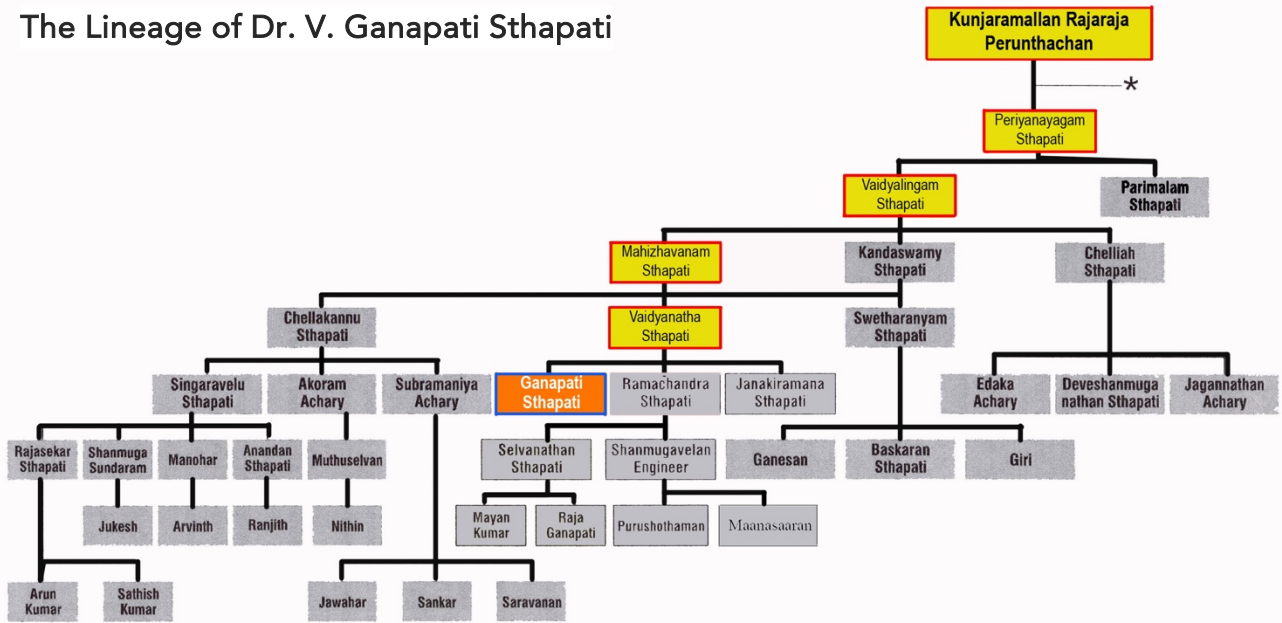 The Lineage of Dr. V. Ganapati Sthapati
Kunjaramallan Rajaraja
Perunthachan
*
Periyanayagam
Sthapati
Vaidyalingam
Sthapati
Parimalam
Sthapati
Mahizhavanam
Sthapati
Kandaswamy
Sthapati
Chelliah
Sthapati
Chellakannu
Sthapati
Vaidyanatha
Sthapati
Swetharanyam
Sthapati
Singaravelu
Sthapati
Akoram
Achary
Subramaniya
Achary
Ganapati
Sthapati
Ramachandra
Sthapati
Janakiramana
Sthapati
Edaka
Achary
Deveshanmuga
nathan Sthapati
Jagannathan
Achary
Rajasekar
Sthapati
Shanmuga
Sundaram
Manohar
Anandan
Sthapati
Muthuselvan
Selvanathan
Sthapati
Shanmugavelan
Engineer
Ganesan
Baskaran
Sthapati
Giri
Jukesh
Arvinth
Ranjith
Nithin
Mayan
Kumar
Raja
Ganapati
Purushothaman
Maanasaaran
Arun
Kumar
Sathish
Kumar
Jawahar
Sankar
Saravanan